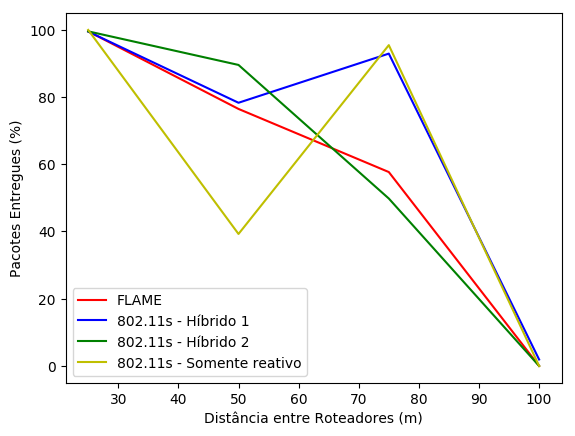 100
80
60
40
20
0
Pacotes Entregues (%)
FLAME
802.11s - Híbrido 1
802.11s - Híbrido 2
802.11s - Somente reativo
30 40 50 60 70 80 90 100
Distância entre Roteadores (m)